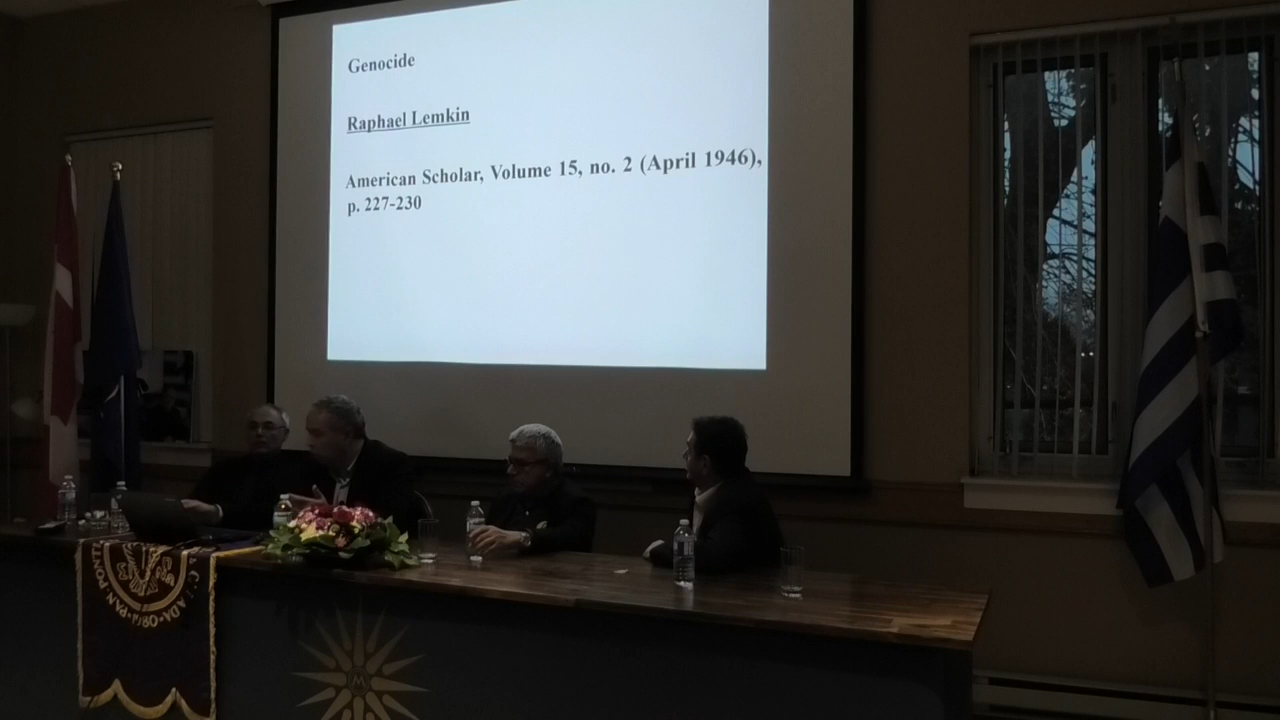 Genocide
Raphael Lemkin
American Scholar, Volume 15, no. 2 (April 1946),
p. 227-230
M